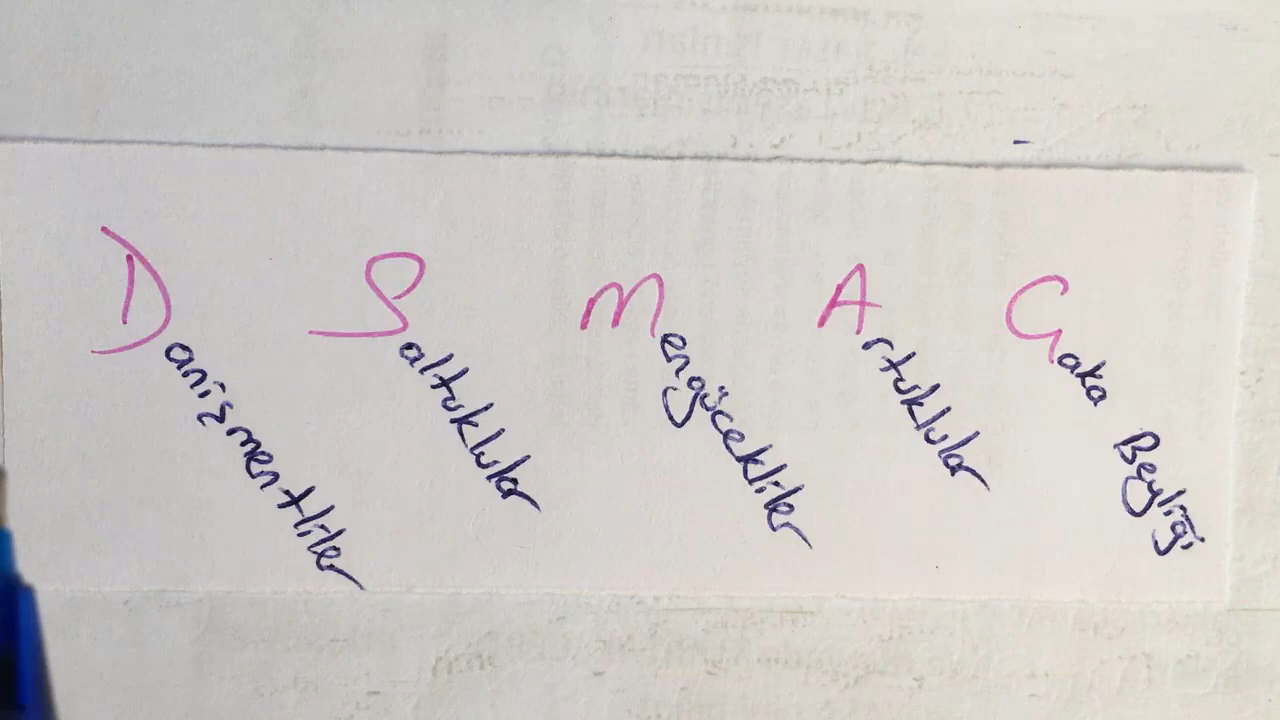 Danişmentliler
Saltuklular
Mengücekliler
Artuklular
Çaka Beyliği